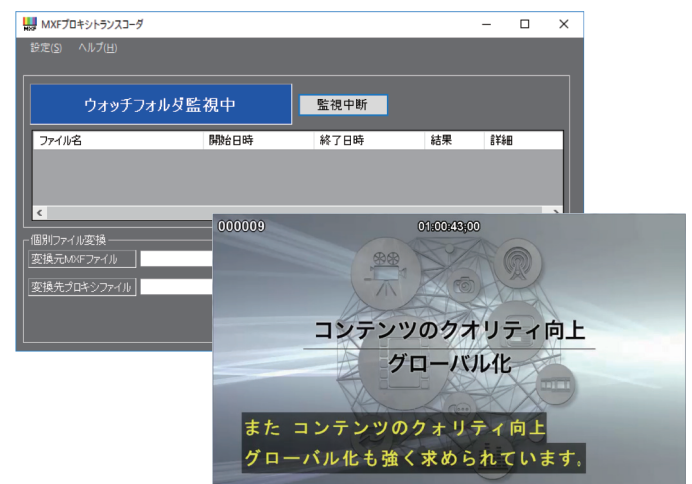 MXF MXFプロキシトランスコーダ
設定(S) ヘルプ(H)
ウォッチフォルダ監視中 監視中断
ファイル名 開始日時 終了日時 結果 詳細
個別ファイル変換
変換元MXFファイル
変換先プロキシファイル
000009 01:00:43;00
コンテンツのクオリティ向上
グローバル化
また コンテンツのクォリティ向上
グローバル化も強く求められています。